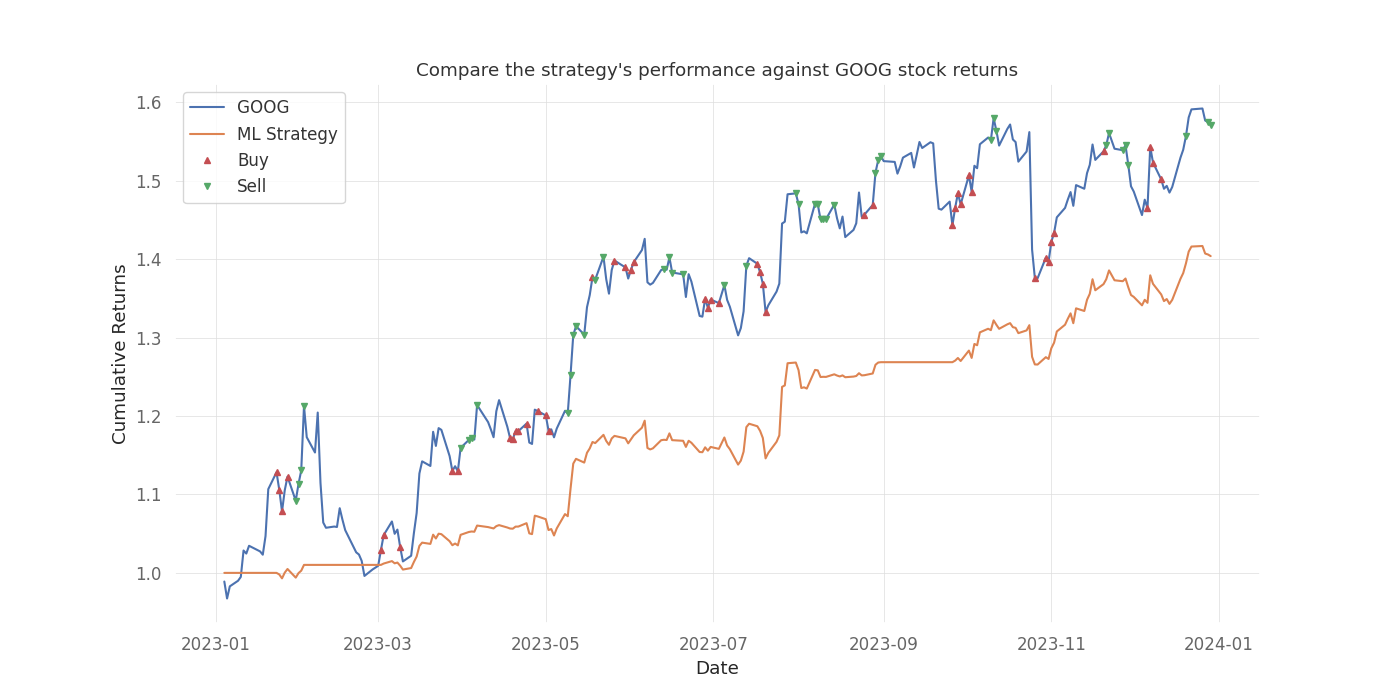 Compare the strategy's performance against GOOG stock returns
GOOG
ML Strategy
Buy
Sell
Cumulative Returns
1.6
1.5
1.4
1.3
1.2
1.1
1.0
2023-01 2023-03 2023-05 2023-07 2023-09 2023-11 2024-01
Date